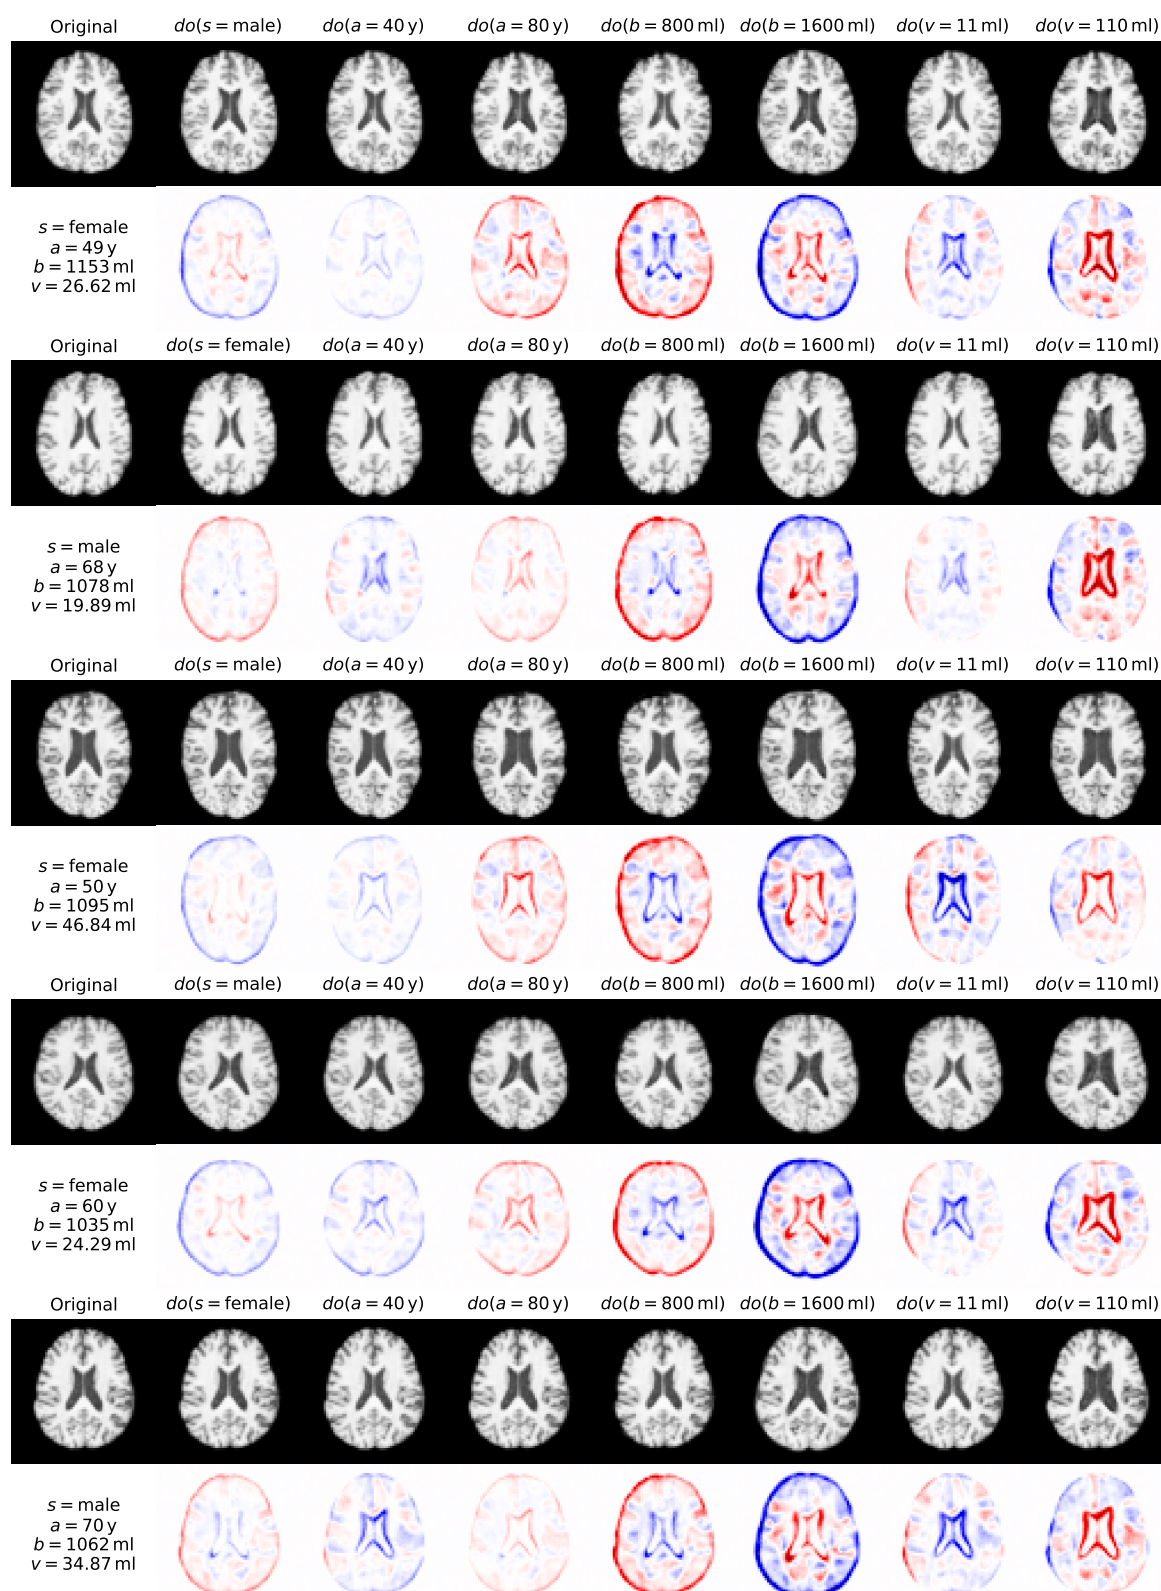 Original do(s = male) do(a = 40 y) do(a = 80 y) do(b = 800 ml) do(b = 1600 ml) do(v = 11 ml) do(v = 110 ml)
s = female
a = 49 y
b = 1153 ml
v = 26.62 ml
Original do(s = female) do(a = 40 y) do(a = 80 y) do(b = 800 ml) do(b = 1600 ml) do(v = 11 ml) do(v = 110 ml)
s = male
a = 68 y
b = 1078 ml
v = 19.89 ml
Original do(s = male) do(a = 40 y) do(a = 80 y) do(b = 800 ml) do(b = 1600 ml) do(v = 11 ml) do(v = 110 ml)
s = female
a = 50 y
b = 1095 ml
v = 46.84 ml
Original do(s = male) do(a = 40 y) do(a = 80 y) do(b = 800 ml) do(b = 1600 ml) do(v = 11 ml) do(v = 110 ml)
s = female
a = 60 y
b = 1035 ml
v = 24.29 ml
Original do(s = female) do(a = 40 y) do(a = 80 y) do(b = 800 ml) do(b = 1600 ml) do(v = 11 ml) do(v = 110 ml)
s = male
a = 70 y
b = 1062 ml
v = 34.87 ml